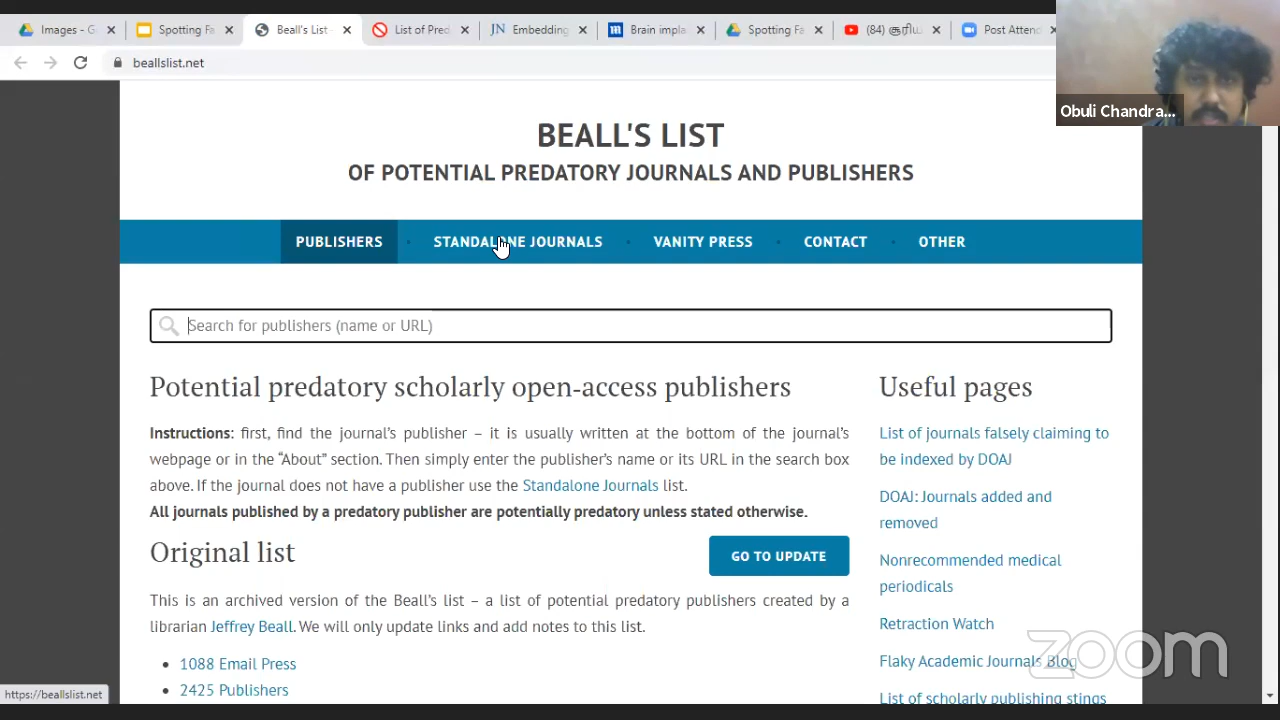 Images - G
Spotting Fa
Beall's List -
List of Pred
JN Embedding
Brain impla
Spotting Fa
(84) சூரிய
Post Attend
beallslist.net
Obuli Chandra...
BEALL'S LIST
OF POTENTIAL PREDATORY JOURNALS AND PUBLISHERS
PUBLISHERS
STANDALONE JOURNALS
VANITY PRESS
CONTACT
OTHER
Search for publishers (name or URL)
Potential predatory scholarly open-access publishers
Instructions: first, find the journal's publisher – it is usually written at the bottom of the journal's
webpage or in the “About” section. Then simply enter the publisher's name or its URL in the search box
above. If the journal does not have a publisher use the Standalone Journals list.
All journals published by a predatory publisher are potentially predatory unless stated otherwise.
Original list
GO TO UPDATE
This is an archived version of the Beall's list – a list of potential predatory publishers created by a
librarian Jeffrey Beall. We will only update links and add notes to this list.
• 1088 Email Press
• 2425 Publishers
Useful pages
List of journals falsely claiming to
be indexed by DOAJ
DOAJ: Journals added and
removed
Nonrecommended medical
periodicals
Retraction Watch
Flaky Academic Journals Blog
List of scholarly publishing stings
zoom
https://beallslist.net